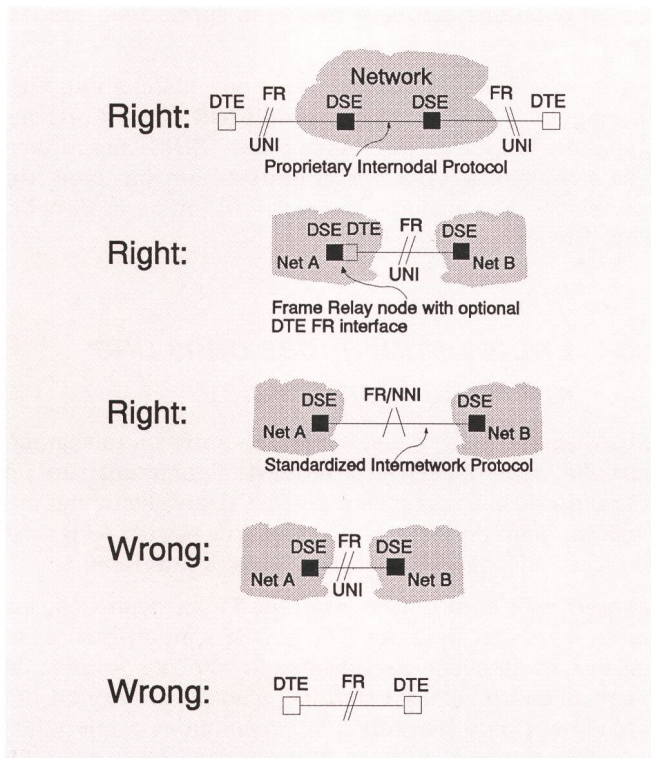 Network
Right: DTE FR DSE DSE FR DTE
UNI UNI
Proprietary Internodal Protocol
Right: DSE DTE FR DSE
Net A UNI Net B
Frame Relay node with optional
DTE FR interface
Right: DSE FR/NNI DSE
Net A Net B
Standardized Internetwork Protocol
Wrong: DSE FR DSE
Net A UNI Net B
Wrong: DTE FR DTE